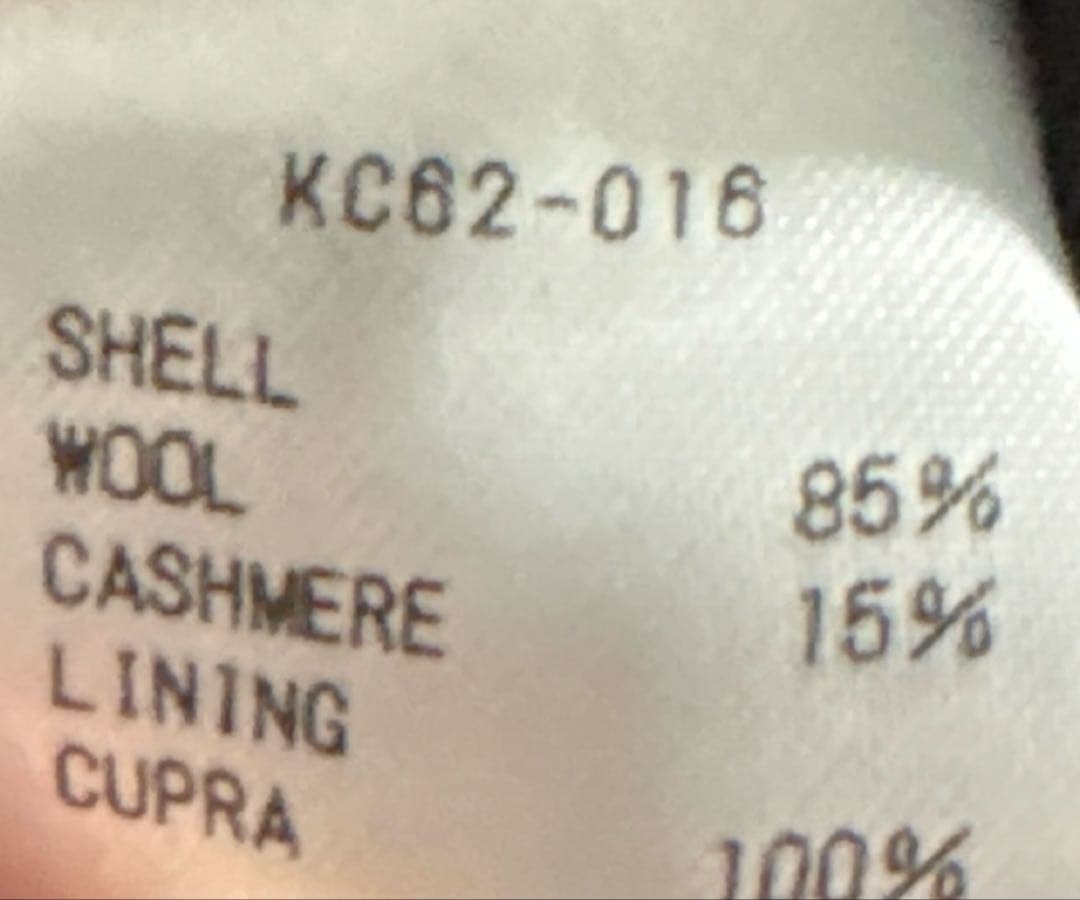 KC62-016
SHELL
WOOL 85%
CASHMERE 15%
LINING
CUPRA 100%